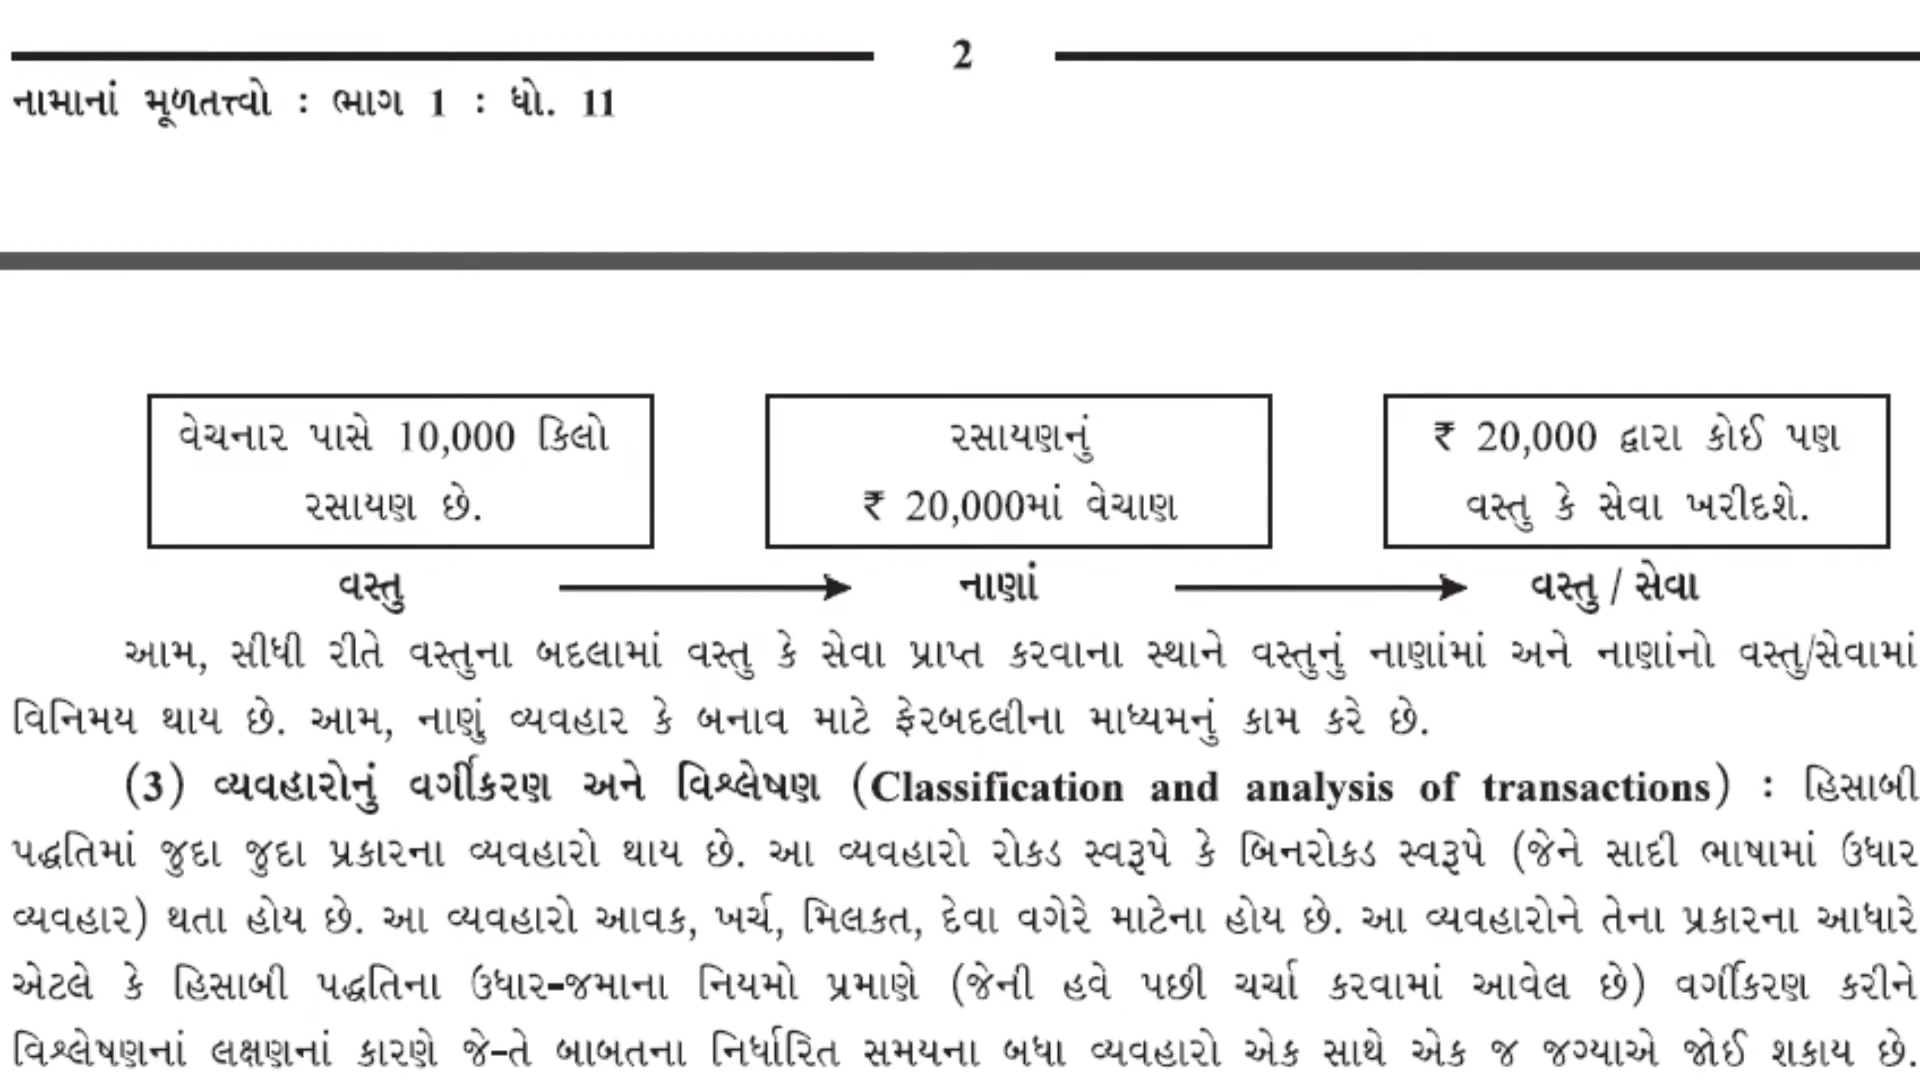 2
નામાનાં મૂળતત્ત્વો : ભાગ 1 : ધો. 11
વેચનાર પાસે 10,000 કિલો
રસાયણ છે.
રસાયણનું
₹ 20,000માં વેચાણ
₹ 20,000 દ્વારા કોઈ પણ
વસ્તુ કે સેવા ખરીદશે.
વસ્તુ નાણાં વસ્તુ / સેવા
આમ, સીધી રીતે વસ્તુના બદલામાં વસ્તુ કે સેવા પ્રાપ્ત કરવાના સ્થાને વસ્તુનું નાણાંમાં અને નાણાંનો વસ્તુ/સેવામાં
વિનિમય થાય છે. આમ, નાણું વ્યવહાર કે બનાવ માટે ફેરબદલીના માધ્યમનું કામ કરે છે.
(3) વ્યવહારોનું વર્ગીકરણ અને વિશ્લેષણ (Classification and analysis of transactions) : હિસાબી
પદ્ધતિમાં જુદા જુદા પ્રકારના વ્યવહારો થાય છે. આ વ્યવહારો રોકડ સ્વરૂપે કે બિનરોકડ સ્વરૂપે (જેને સાદી ભાષામાં ઉધાર
વ્યવહાર) થતા હોય છે. આ વ્યવહારો આવક, ખર્ચ, મિલકત, દેવા વગેરે માટેના હોય છે. આ વ્યવહારોને તેના પ્રકારના આધારે
એટલે કે હિસાબી પદ્ધતિના ઉધાર-જમાના નિયમો પ્રમાણે (જેની હવે પછી ચર્ચા કરવામાં આવેલ છે) વર્ગીકરણ કરીને
વિશ્લેષણનાં લક્ષણનાં કારણે જે-તે બાબતના નિર્ધારિત સમયના બધા વ્યવહારો એક સાથે એક જ જગ્યાએ જોઈ શકાય છે.